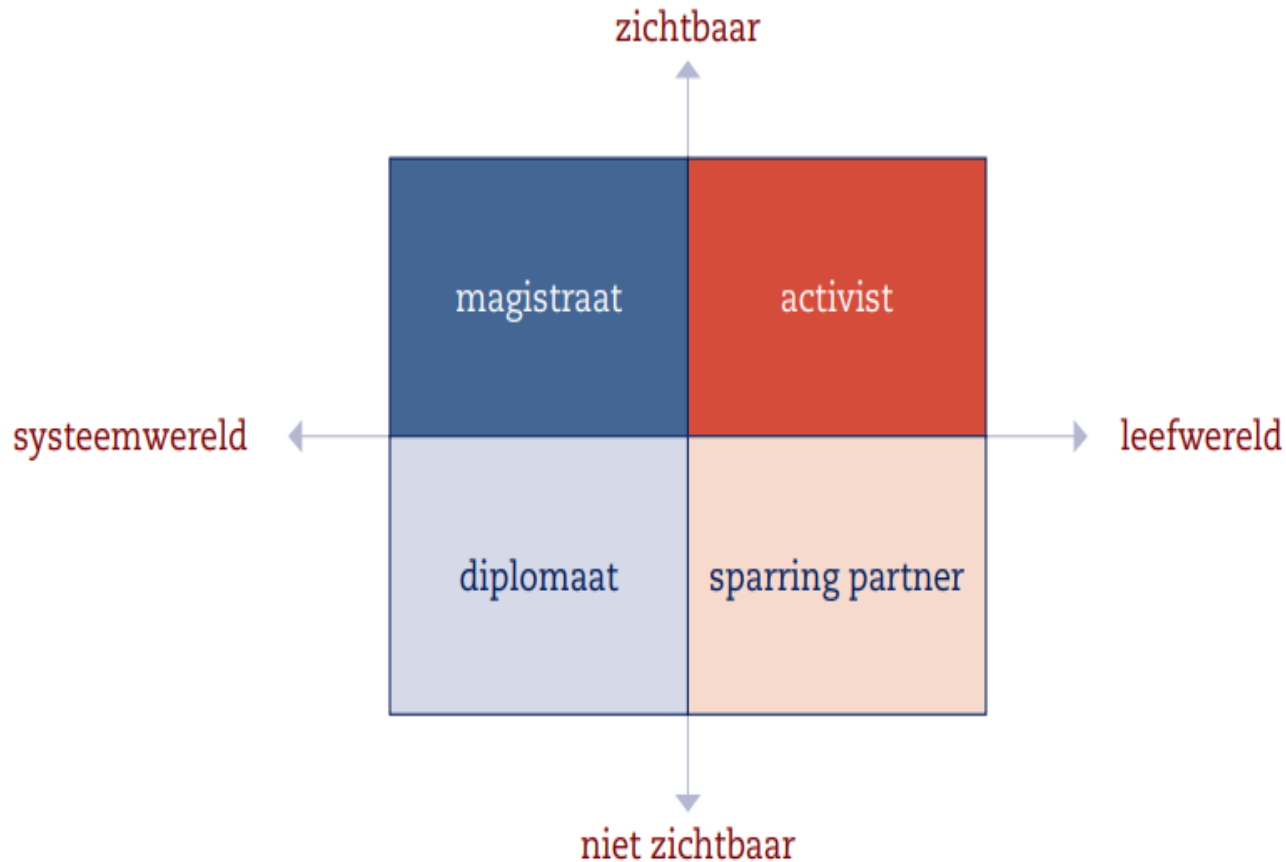 zichtbaar
magistraat
activist
systeemwereld
leefwereld
diplomaat
sparring partner
niet zichtbaar